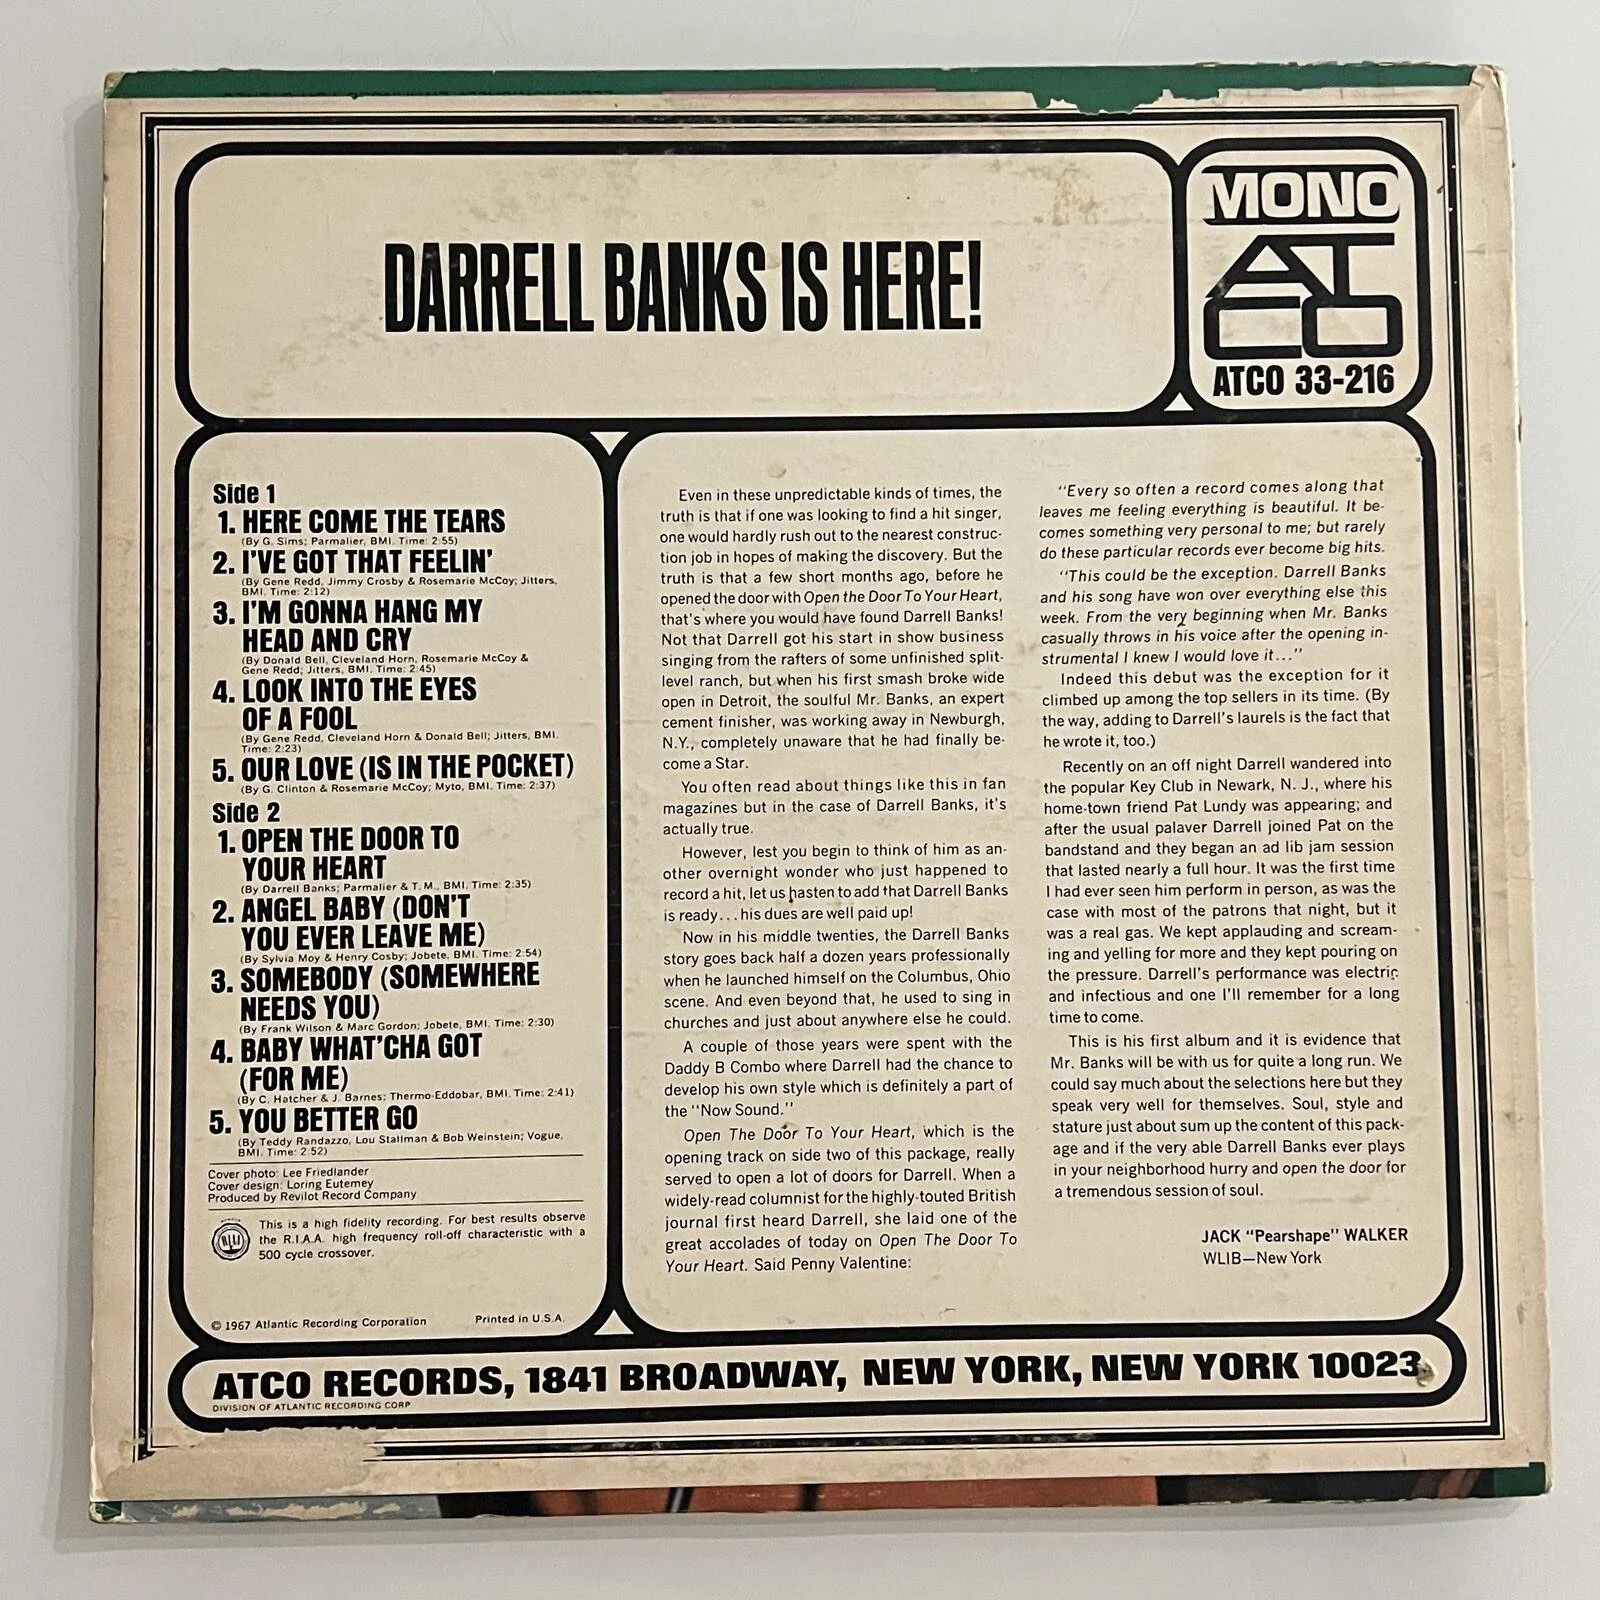 DARRELL BANKS IS HERE!
MONO
ATCO
ATCO 33-216
Side 1
1. HERE COME THE TEARS
(By G. Sims; Parmalier, BMI. Time: 2:55)
2. I'VE GOT THAT FEELIN'
(By Gene Redd, Jimmy Crosby & Rosemarie McCoy; Jitters,
BMI. Time: 2:12)
3. I'M GONNA HANG MY
HEAD AND CRY
(By Donald Bell, Cleveland Horn, Rosemarie McCoy &
Gene Redd; Jitters, BMI. Time: 2:45)
4. LOOK INTO THE EYES
OF A FOOL
(By Gene Redd, Cleveland Horn & Donald Bell; Jitters, BMI.
Time: 2:23)
5. OUR LOVE (IS IN THE POCKET)
(By G. Clinton & Rosemarie McCoy; Myto, BMI. Time: 2:37)
Side 2
1. OPEN THE DOOR TO
YOUR HEART
(By Darrell Banks; Parmalier & T.M., BMI. Time: 2:35)
2. ANGEL BABY (DON'T
YOU EVER LEAVE ME)
(By Sylvia Moy & Henry Cosby; Jobete, BMI. Time: 2:54)
3. SOMEBODY (SOMEWHERE
NEEDS YOU)
(By Frank Wilson & Marc Gordon; Jobete, BMI. Time: 2:30)
4. BABY WHAT'CHA GOT
(FOR ME)
(By C. Hatcher & J. Barnes; Thermo-Eddobar, BMI. Time: 2:41)
5. YOU BETTER GO
(By Teddy Randazzo, Lou Stallman & Bob Weinstein; Vogue,
BMI. Time: 2:52)
Cover photo: Lee Friedlander
Cover design: Loring Eutemey
Produced by Revilot Record Company
This is a high fidelity recording. For best results observe
the R.I.A.A. high frequency roll-off characteristic with a
500 cycle crossover.
© 1967 Atlantic Recording Corporation Printed in U.S.A.
Even in these unpredictable kinds of times, the
truth is that if one was looking to find a hit singer,
one would hardly rush out to the nearest construc-
tion job in hopes of making the discovery. But the
truth is that a few short months ago, before he
opened the door with Open the Door To Your Heart,
that's where you would have found Darrell Banks!
Not that Darrell got his start in show business
singing from the rafters of some unfinished split-
level ranch, but when his first smash broke wide
open in Detroit, the soulful Mr. Banks, an expert
cement finisher, was working away in Newburgh,
N.Y., completely unaware that he had finally be-
come a Star.
You often read about things like this in fan
magazines but in the case of Darrell Banks, it's
actually true.
However, lest you begin to think of him as an-
other overnight wonder who just happened to
record a hit, let us hasten to add that Darrell Banks
is ready...his dues are well paid up!
Now in his middle twenties, the Darrell Banks
story goes back half a dozen years professionally
when he launched himself on the Columbus, Ohio
scene. And even beyond that, he used to sing in
churches and just about anywhere else he could.
A couple of those years were spent with the
Daddy B Combo where Darrell had the chance to
develop his own style which is definitely a part of
the "Now Sound."
Open The Door To Your Heart, which is the
opening track on side two of this package, really
served to open a lot of doors for Darrell. When a
widely-read columnist for the highly-touted British
journal first heard Darrell, she laid one of the
great accolades of today on Open The Door To
Your Heart. Said Penny Valentine:
"Every so often a record comes along that
leaves me feeling everything is beautiful. It be-
comes something very personal to me; but rarely
do these particular records ever become big hits.
"This could be the exception. Darrell Banks
and his song have won over everything else this
week. From the very beginning when Mr. Banks
casually throws in his voice after the opening in-
strumental I knew I would love it..."
Indeed this debut was the exception for it
climbed up among the top sellers in its time. (By
the way, adding to Darrell's laurels is the fact that
he wrote it, too.)
Recently on an off night Darrell wandered into
the popular Key Club in Newark, N. J., where his
home-town friend Pat Lundy was appearing; and
after the usual palaver Darrell joined Pat on the
bandstand and they began an ad lib jam session
that lasted nearly a full hour. It was the first time
I had ever seen him perform in person, as was the
case with most of the patrons that night, but it
was a real gas. We kept applauding and scream-
ing and yelling for more and they kept pouring on
the pressure. Darrell's performance was electric
and infectious and one I'll remember for a long
time to come.
This is his first album and it is evidence that
Mr. Banks will be with us for quite a long run. We
could say much about the selections here but they
speak very well for themselves. Soul, style and
stature just about sum up the content of this pack-
age and if the very able Darrell Banks ever plays
in your neighborhood hurry and open the door for
a tremendous session of soul.
JACK "Pearshape" WALKER
WLIB—New York
ATCO RECORDS, 1841 BROADWAY, NEW YORK, NEW YORK 10023
DIVISION OF ATLANTIC RECORDING CORP